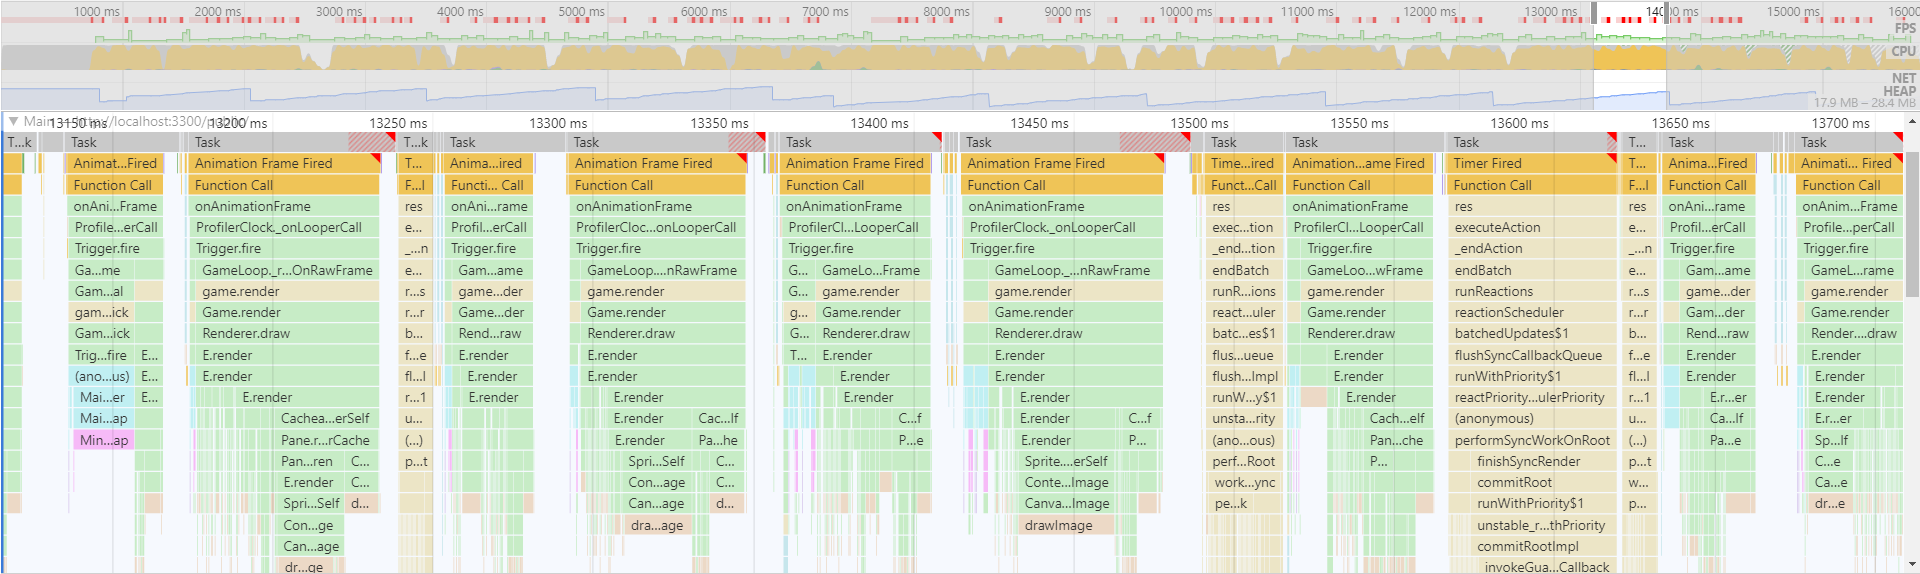 1000 ms 2000 ms 3000 ms 4000 ms 5000 ms 6000 ms 7000 ms 8000 ms 9000 ms 10000 ms 11000 ms 12000 ms 13000 ms 15000 ms
FPS
CPU
NET
HEAP
17.9 MB – 28.4 MB
13150 ms 13200 ms 13250 ms 13300 ms 13350 ms 13400 ms 13450 ms 13500 ms 13550 ms 13600 ms 13650 ms 13700 ms
T...k Task Task T...k Task Task Task Task Task Task Task T... Task Task
Animat...Fired Animation Frame Fired T... Anima...ired Animation Frame Fired Animation Frame Fired Animation Frame Fired Time...ired Animation...ame Fired Timer Fired T... Anima...Fired Animati... Fired
Function Call Function Call F...l Functi... Call Function Call Function Call Function Call Funct...Call Function Call Function Call F...l Function Call Function Call
onAni...Frame onAnimationFrame res onAni...rame onAnimationFrame onAnimationFrame onAnimationFrame res onAnimationFrame res res onAni...rame onAnim...Frame
Profile...erCall ProfilerClock._onLooperCall e... Profil...erCall ProfilerCloc..._onLooperCall ProfilerCl...LooperCall ProfilerClock._onLooperCall exec...tion ProfilerCl...LooperCall executeAction e... Profil...erCall Profile...perCall
Trigger.fire Trigger.fire _...n Trigger.fire Trigger.fire Trigger.fire Trigger.fire _end...tion Trigger.fire _endAction _...n Trigger.fire Trigger.fire
Ga...me GameLoop._r...OnRawFrame e... Gam...ame GameLoop....nRawFrame G... GameLo...Frame GameLoop._...nRawFrame endBatch GameLoo...wFrame endBatch e... Gam...ame GameL...rame
Gam...al game.render r...s game...der game.render G... game.render game.render runR...ions game.render runReactions r...s game...der game.render
gam...ick Game.render r...r Game...der Game.render g... Game.render Game.render react...uler Game.render reactionScheduler r...r Gam...der Game.render
Gam...ick Renderer.draw b... Rend...raw Renderer.draw G... Renderer.draw Renderer.draw batc...es$1 Renderer.draw batchedUpdates$1 b... Rend...raw Render....draw
Trig...fire E... E.render f...e E.render E.render T... E.render E.render flus...ueue E.render flushSyncCallbackQueue f...e E.render E.render
(ano...us) E... E.render fl...l E.render E.render E.render E.render flush...Impl E.render runWithPriority$1 fl...l E.render E.render
Mai...er E... E.render r...1 E.render E.render E.render E.render runW...y$1 E.render reactPriority...ulerPriority r...1 E.r...er E.render
Mai...ap Cachea...erSelf u... E.render Cac...lf C...f E.render C...f unsta...rity Cach...elf (anonymous) u... Ca...lf E.r...er
Min...ap Pane.r...rCache (...) E.render Pa...he P...e E.render P... (ano...ous) Pan...che performSyncWorkOnRoot (...) Pa...e Sp...lf
Pan...ren C... p...t Spri...Self C... Sprite...erSelf perf...Root P... finishSyncRender p...t C...e
E.render C... Con...age C... Conte...Image work...ync commitRoot w... Ca...e
Spri...Self d... Can...age d... Canva...Image pe...k runWithPriority$1 p... dr...e
Con...ge dra...age drawImage unstable_r...thPriority
Can...age commitRootImpl
dr...ge invokeGua...Callback